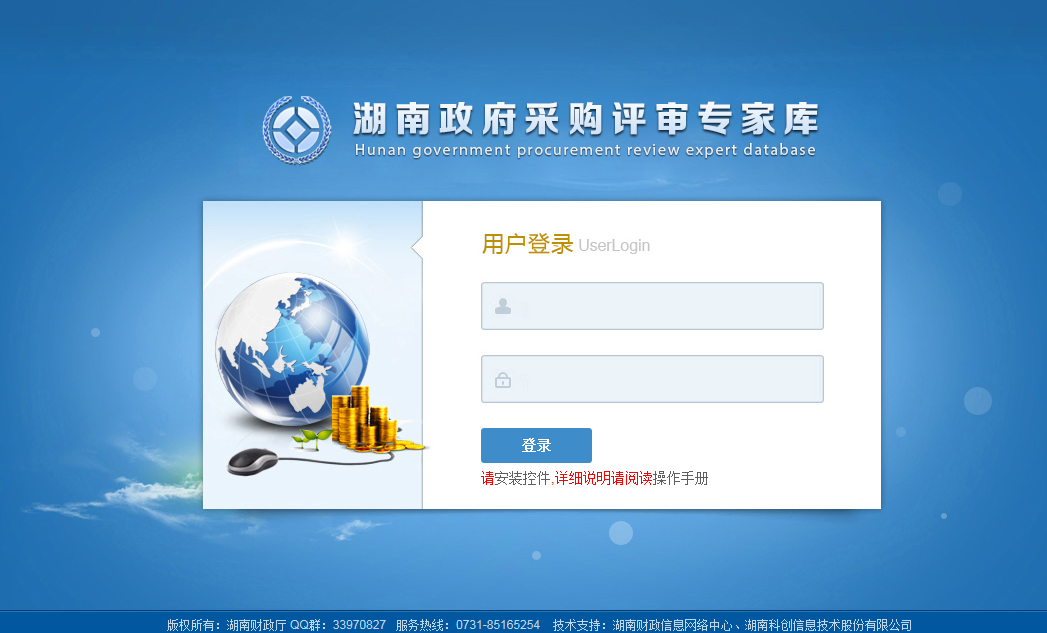 湖南政府采购评审专家库
Hunan government procurement review expert database
用户登录 UserLogin
登录
请安装控件,详细说明请阅读操作手册
版权所有：湖南财政厅 QQ群：33970827 服务热线：0731-85165254 技术支持：湖南财政信息网络中心、湖南科创信息技术股份有限公司